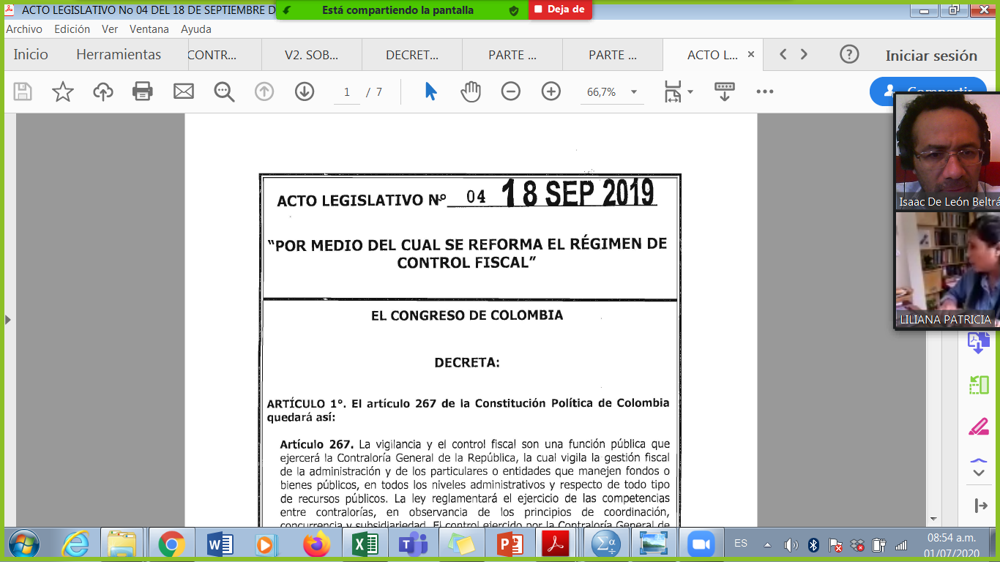 ACTO LEGISLATIVO No 04 DEL 18 DE SEPTIEMBRE D
Está compartiendo la pantalla
Deja de
Archivo Edición Ver Ventana Ayuda
Inicio Herramientas CONTR... V2. SOB... DECRET... PARTE ... PARTE ... ACTO L... Iniciar sesión
1 / 7 66,7% Compartir
ACTO LEGISLATIVO Nº 04 18 SEP 2019
"POR MEDIO DEL CUAL SE REFORMA EL RÉGIMEN DE
CONTROL FISCAL"
EL CONGRESO DE COLOMBIA
DECRETA:
ARTÍCULO 1°. El artículo 267 de la Constitución Política de Colombia
quedará así:
Artículo 267. La vigilancia y el control fiscal son una función pública que
ejercerá la Contraloría General de la República, la cual vigila la gestión fiscal
de la administración y de los particulares o entidades que manejen fondos o
bienes públicos, en todos los niveles administrativos y respecto de todo tipo
de recursos públicos. La ley reglamentará el ejercicio de las competencias
entre contralorías, en observancia de los principios de coordinación,
concurrencia y subsidiariedad. El control ejercido por la Contraloría General de
Isaac De León Beltrá
LILIANA PATRICIA
ES
08:54 a.m.
01/07/2020